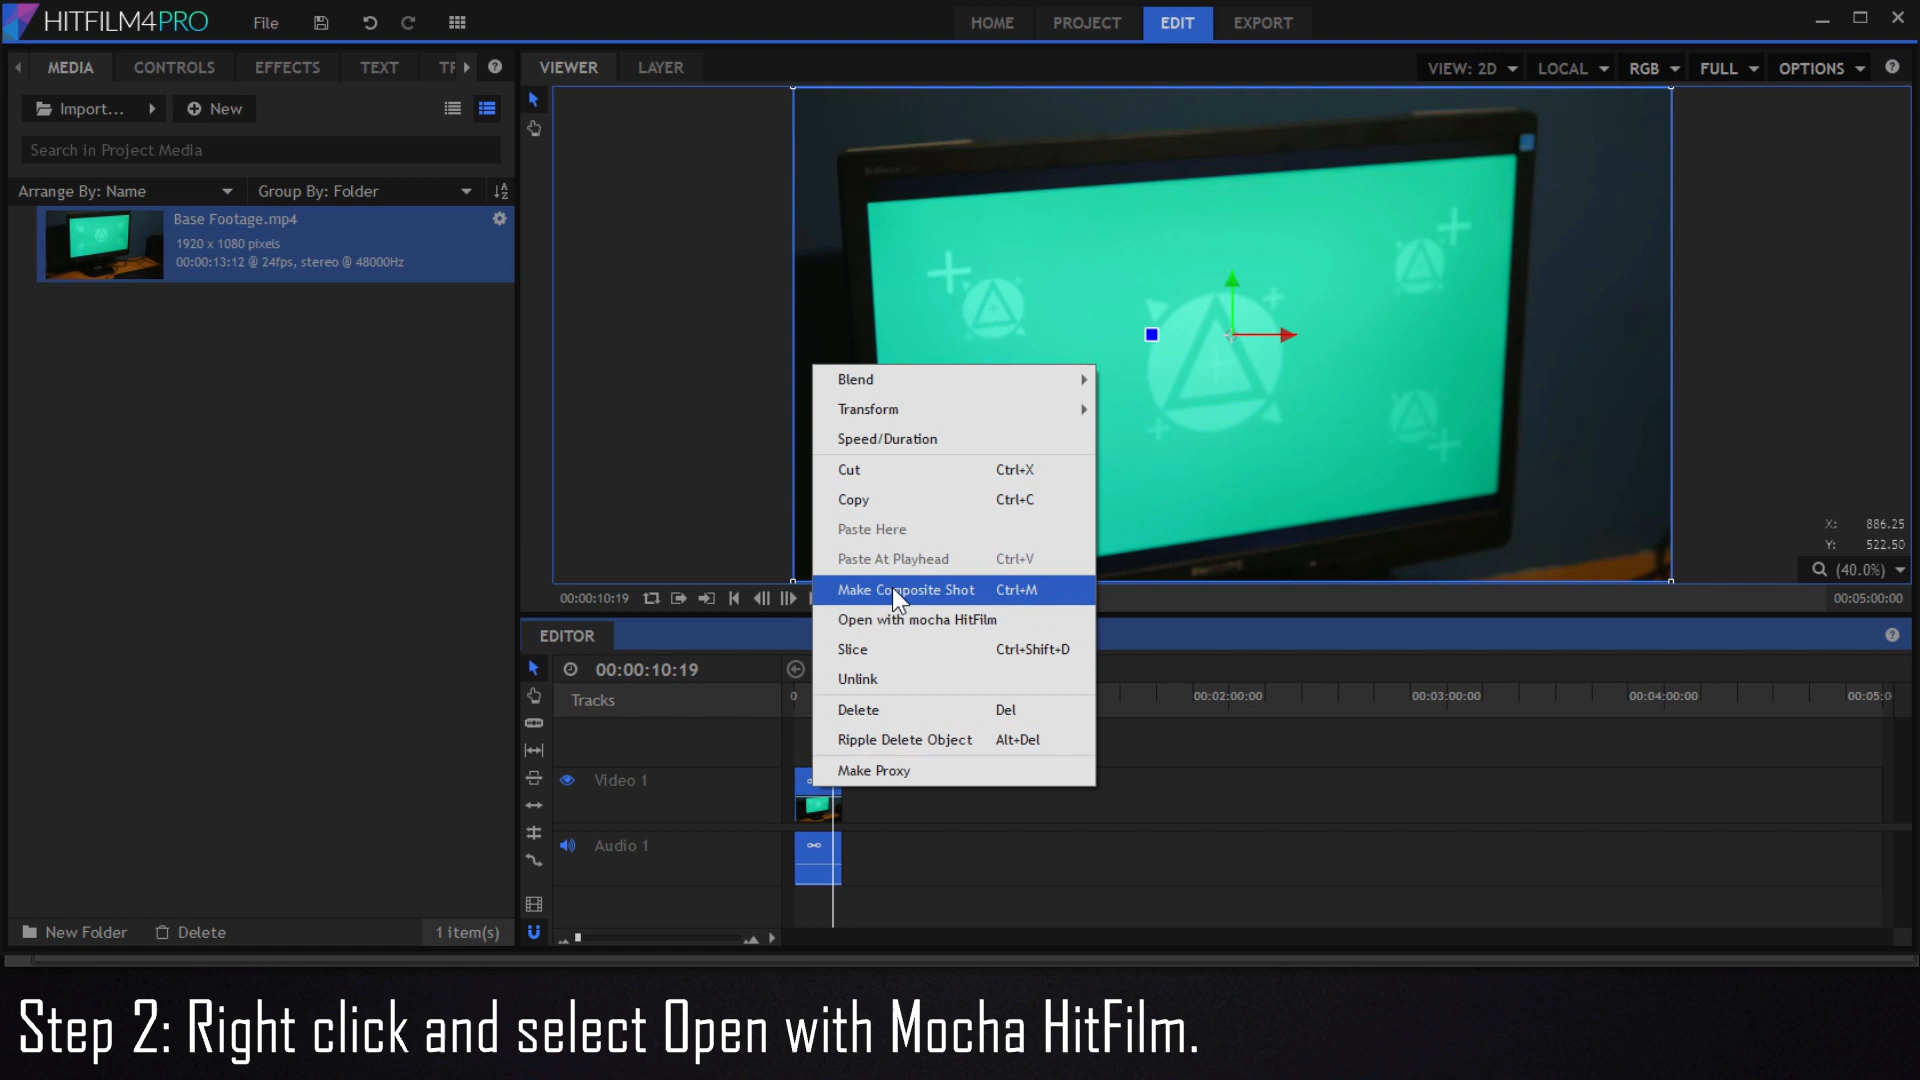 HITFILM4PRO
File
HOME
PROJECT
EDIT
EXPORT
MEDIA
CONTROLS
EFFECTS
TEXT
VIEWER
LAYER
VIEW: 2D
LOCAL
RGB
FULL
OPTIONS
Import...
New
Search in Project Media
Arrange By: Name
Group By: Folder
Base Footage.mp4
1920 x 1080 pixels
00:00:13:12 @ 24fps, stereo @ 48000Hz
Blend
Transform
Speed/Duration
Cut Ctrl+X
Copy Ctrl+C
Paste Here
Paste At Playhead Ctrl+V
Make Composite Shot Ctrl+M
Open with mocha HitFilm
Slice Ctrl+Shift+D
Unlink
Delete Del
Ripple Delete Object Alt+Del
Make Proxy
X: 886.25
Y: 522.50
(40.0%)
00:00:10:19
00:05:00:00
EDITOR
00:00:10:19
Tracks
0
00:02:00:00
00:03:00:00
00:04:00:00
00:05:0
Video 1
Audio 1
New Folder
Delete
1 item(s)
Step 2: Right click and select Open with Mocha HitFilm.